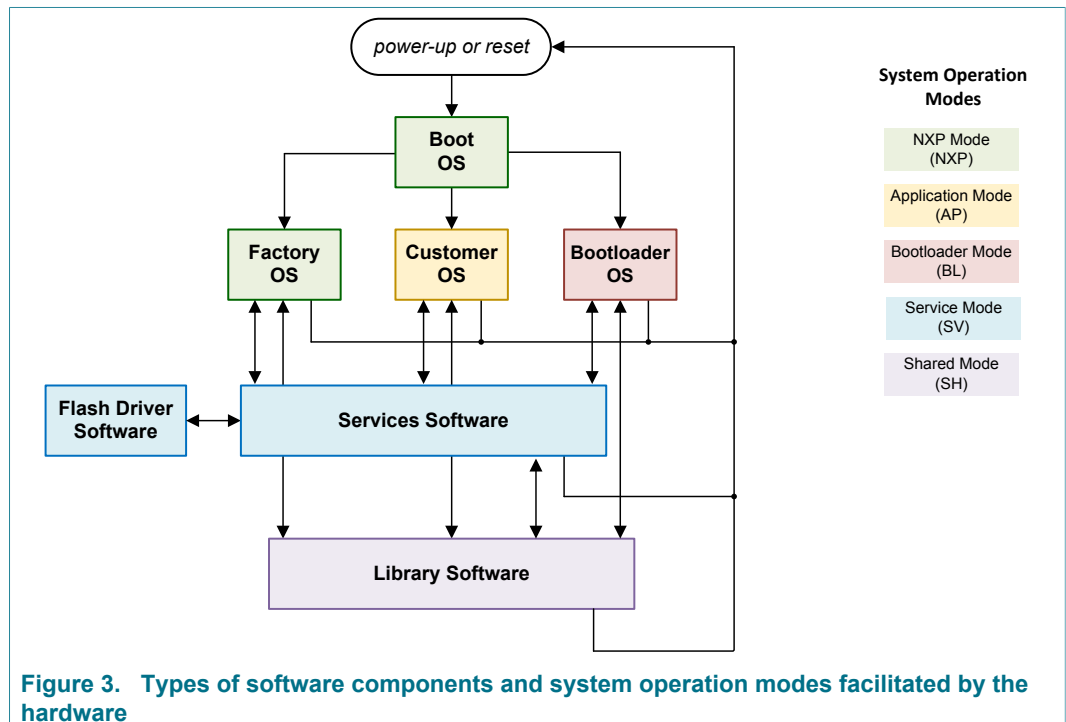 power-up or reset
System Operation
Modes
Boot
OS
NXP Mode
(NXP)
Application Mode
(AP)
Factory
OS
Customer
OS
Bootloader
OS
Bootloader Mode
(BL)
Service Mode
(SV)
Shared Mode
(SH)
Flash Driver
Software
Services Software
Library Software
Figure 3. Types of software components and system operation modes facilitated by the
hardware